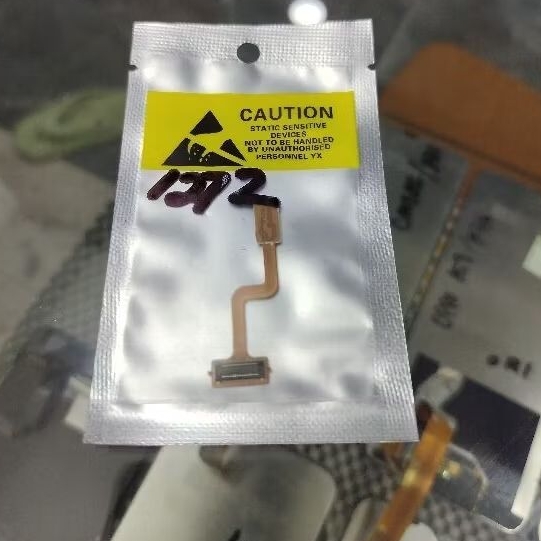 CAUTION
STATIC SENSITIVE
DEVICES
NOT TO BE HANDLED
BY UNAUTHORISED
PERSONNEL YX
1272